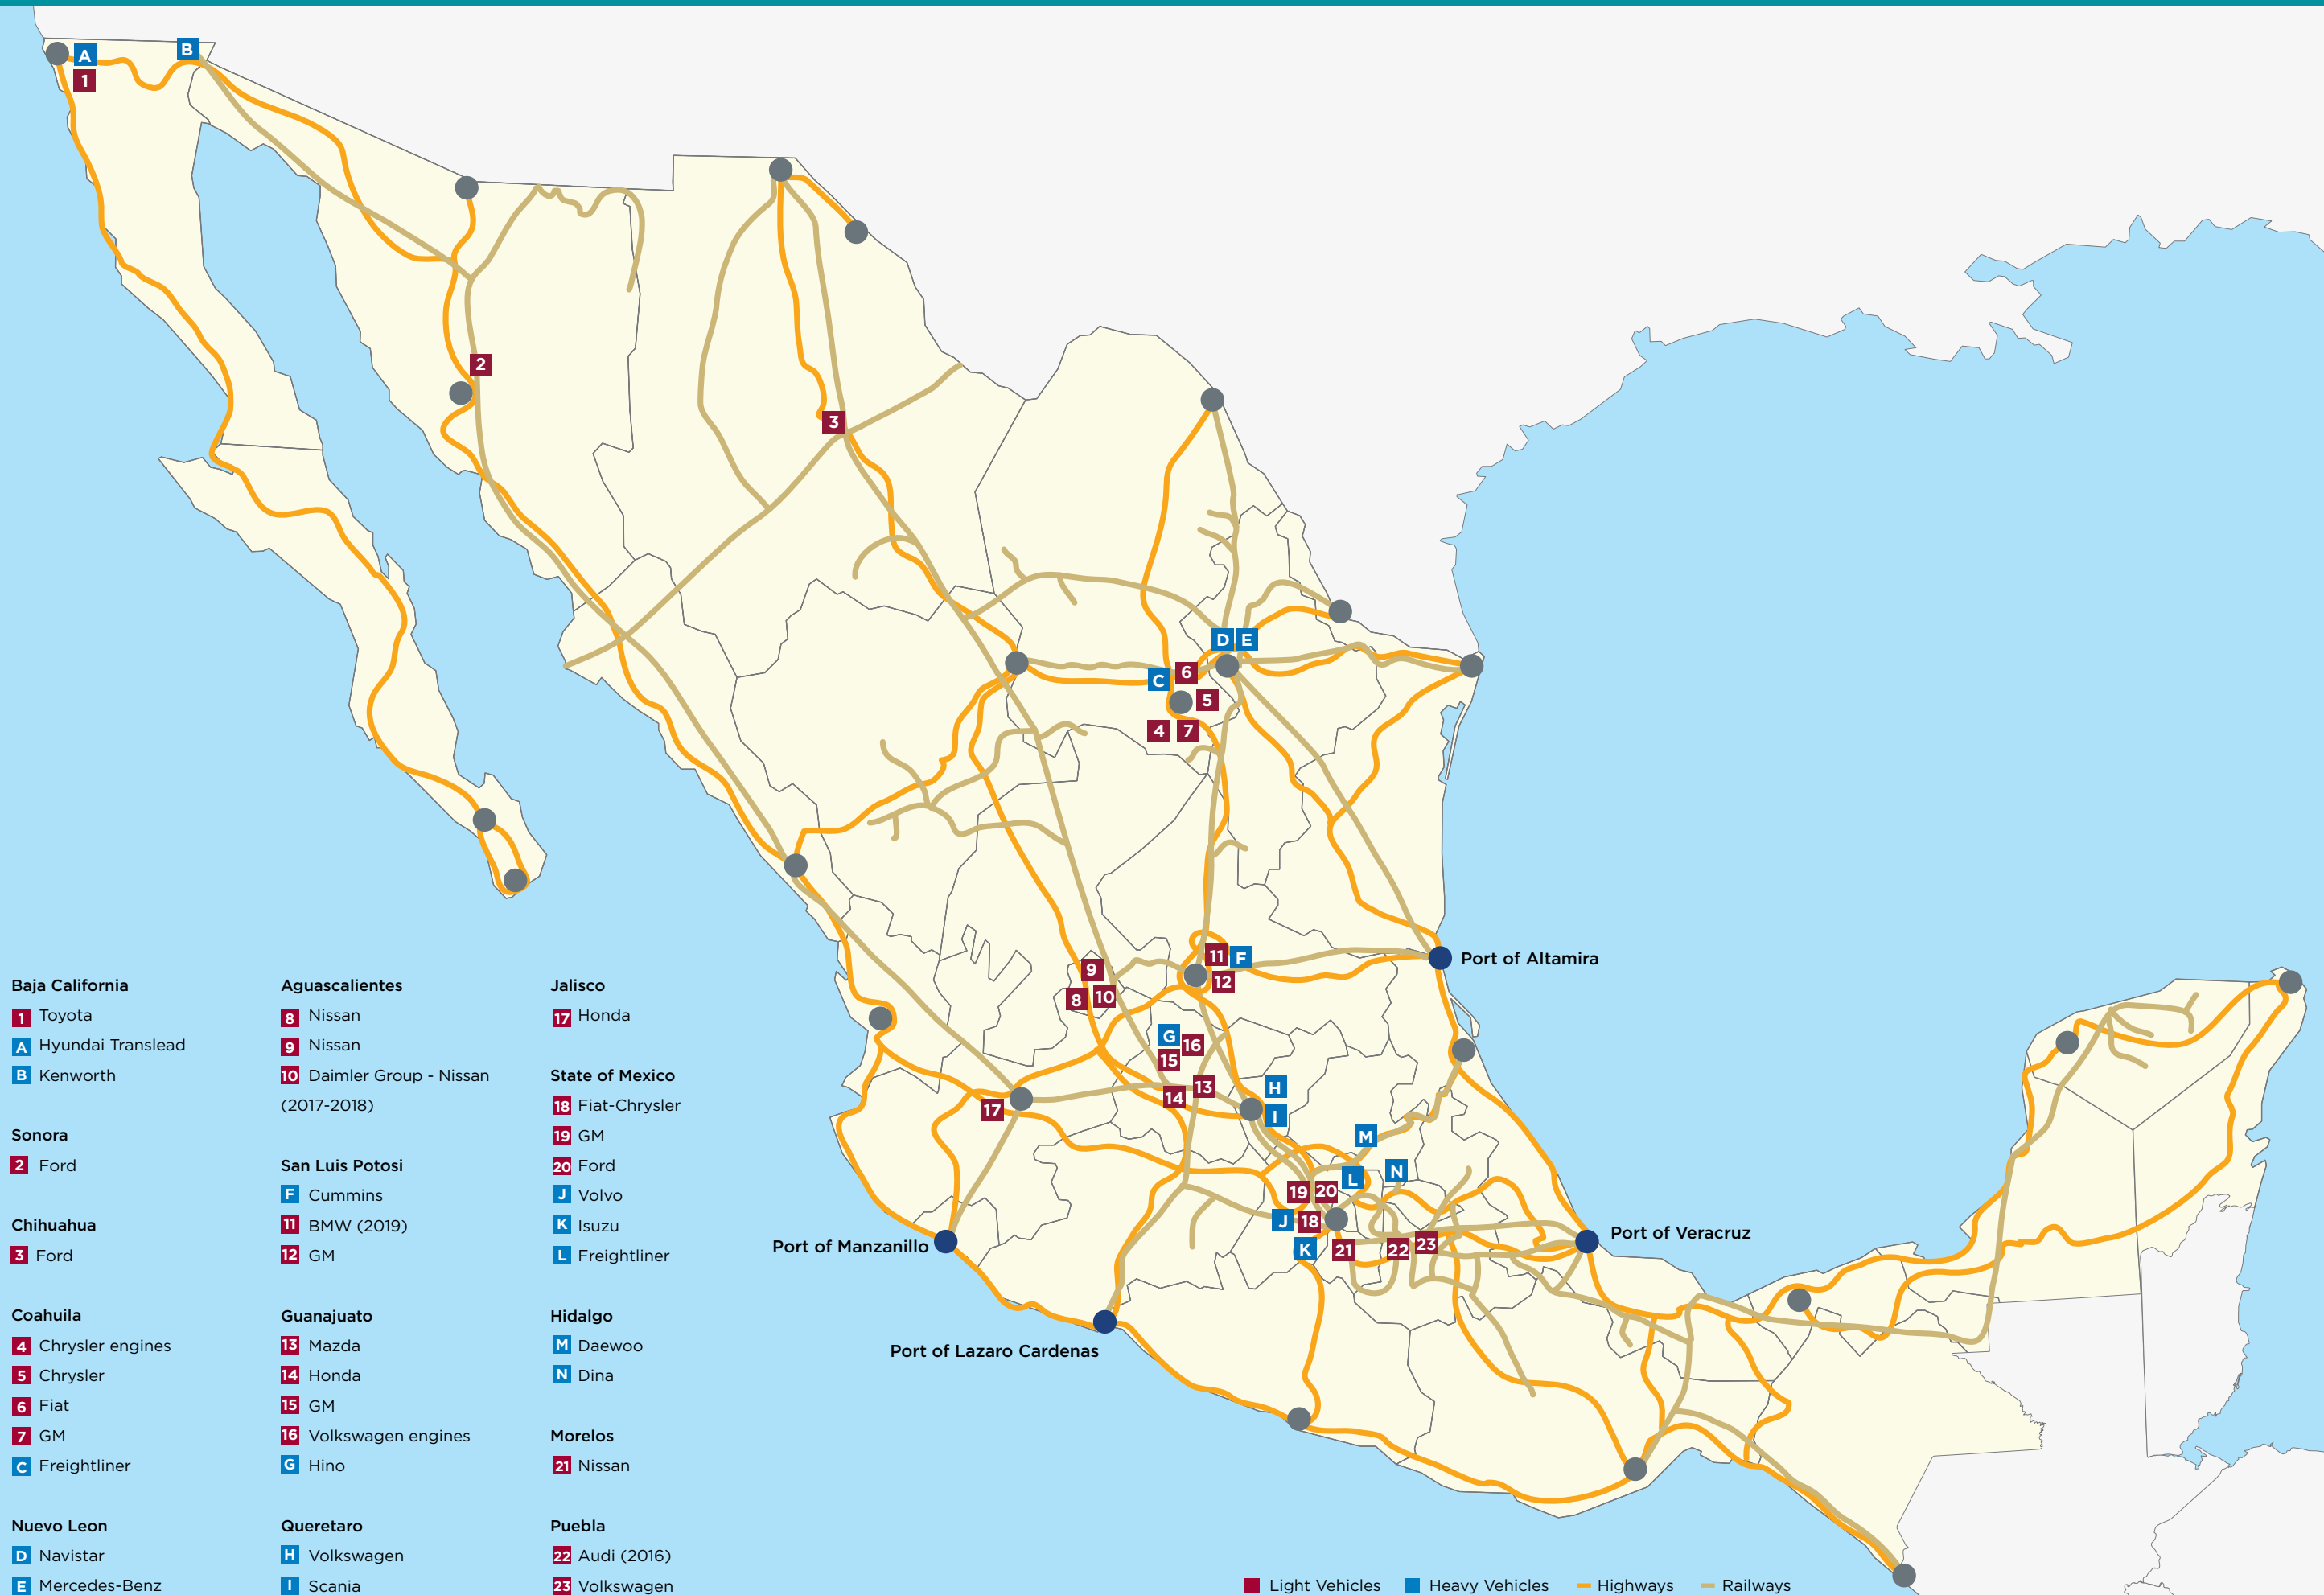 A
B
1
2
3
D E
6
C
5
4 7
11 F
9
12
8 10
Port of Altamira
G
16
15
13
H
14
17
I
M
N
L
19 20
J 18
K
21
22
23
Port of Veracruz
Port of Manzanillo
Port of Lazaro Cardenas
Baja California
1 Toyota
A Hyundai Translead
B Kenworth
Sonora
2 Ford
Chihuahua
3 Ford
Coahuila
4 Chrysler engines
5 Chrysler
6 Fiat
7 GM
C Freightliner
Nuevo Leon
D Navistar
E Mercedes-Benz
Aguascalientes
8 Nissan
9 Nissan
10 Daimler Group - Nissan
(2017-2018)
San Luis Potosi
F Cummins
11 BMW (2019)
12 GM
Guanajuato
13 Mazda
14 Honda
15 GM
16 Volkswagen engines
G Hino
Queretaro
H Volkswagen
I Scania
Jalisco
17 Honda
State of Mexico
18 Fiat-Chrysler
19 GM
20 Ford
J Volvo
K Isuzu
L Freightliner
Hidalgo
M Daewoo
N Dina
Morelos
21 Nissan
Puebla
22 Audi (2016)
23 Volkswagen
Light Vehicles Heavy Vehicles Highways Railways